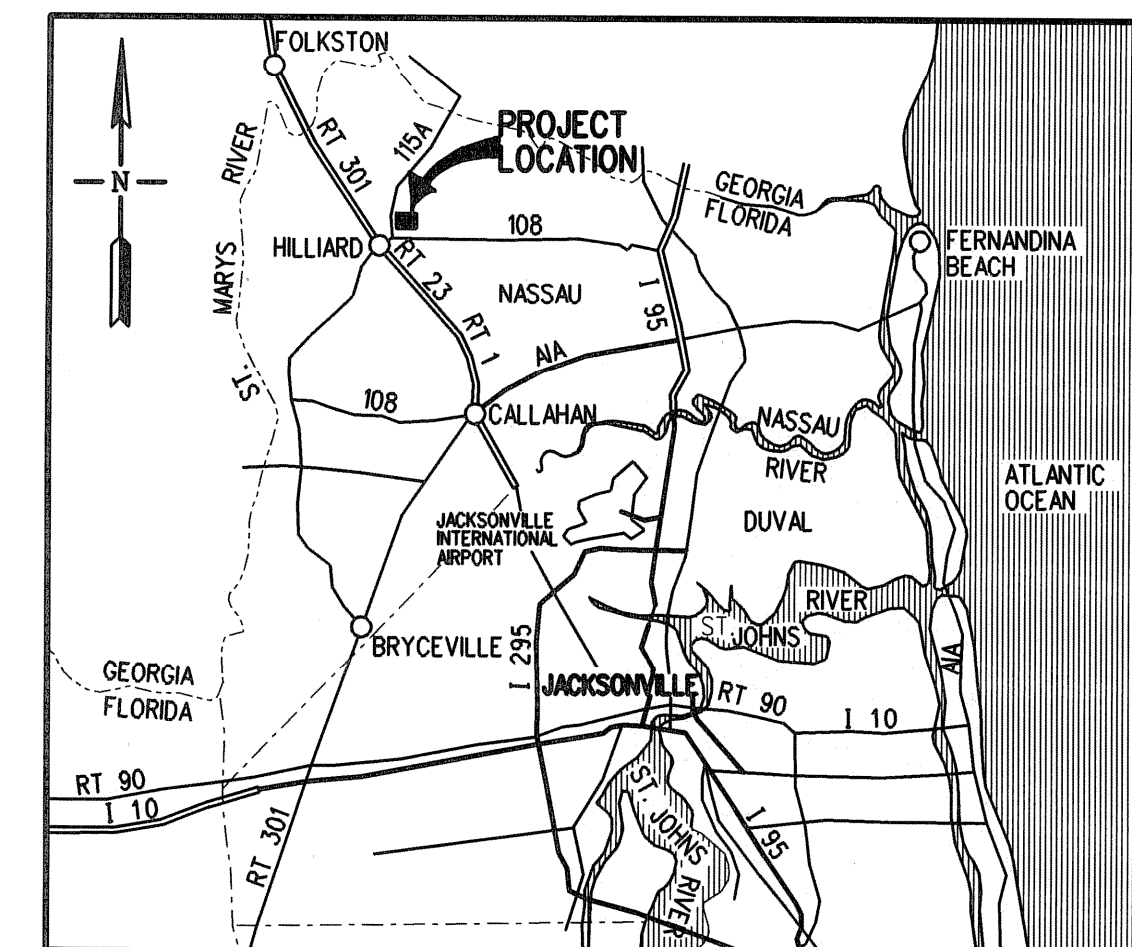 FOLKSTON
PROJECT
LOCATION
115A
RT 301
RIVER
MARYS
ST.
N
GEORGIA
FLORIDA
108
HILLIARD
FERNANDINA
BEACH
RT 23
NASSAU
I 95
RT 1
AIA
108
CALLAHAN
NASSAU
RIVER
ATLANTIC
OCEAN
JACKSONVILLE
INTERNATIONAL
AIRPORT
DUVAL
RIVER
ST JOHNS
BRYCEVILLE
I 295
GEORGIA
FLORIDA
JACKSONVILLE
RT 90
I 10
AIA
RT 90
I 10
RT 301
ST. JOHNS RIVER
I 95